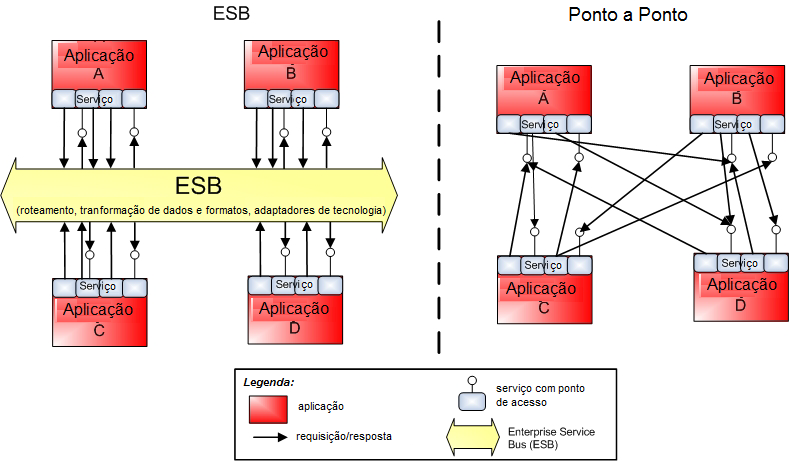 ESB
Ponto a Ponto
Aplicação
A
Serviço
Aplicação
B
Serviço
Aplicação
A
Serviço
Aplicação
B
Serviço
ESB
(roteamento, tranformação de dados e formatos, adaptadores de tecnologia)
Serviço
Aplicação
C
Serviço
Aplicação
D
Serviço
Aplicação
C
Serviço
Aplicação
D
Legenda:
aplicação
requisição/resposta
serviço com ponto
de acesso
Enterprise Service
Bus (ESB)